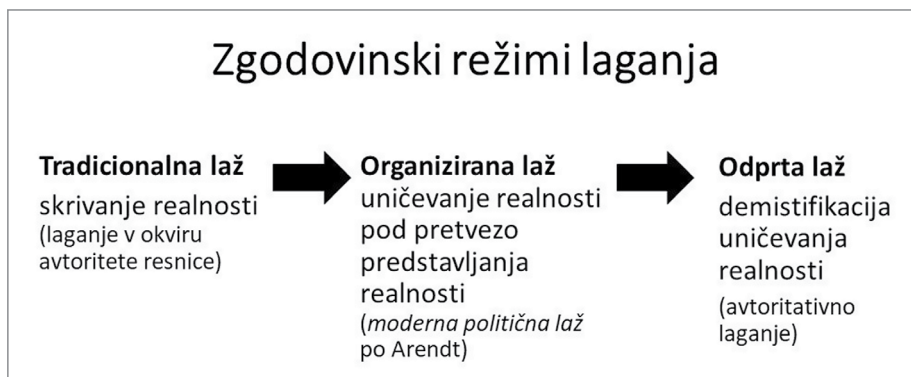 Zgodovinski režimi laganja
Tradicionalna laž
skrivanje realnosti
(laganje v okviru
avtoritete resnice)
Organizirana laž
uničevanje realnosti
pod pretvezo
predstavljanja
realnosti
(moderna politična laž
po Arendt)
Odprta laž
demistifikacija
uničevanja
realnosti
(avtoritativno
laganje)